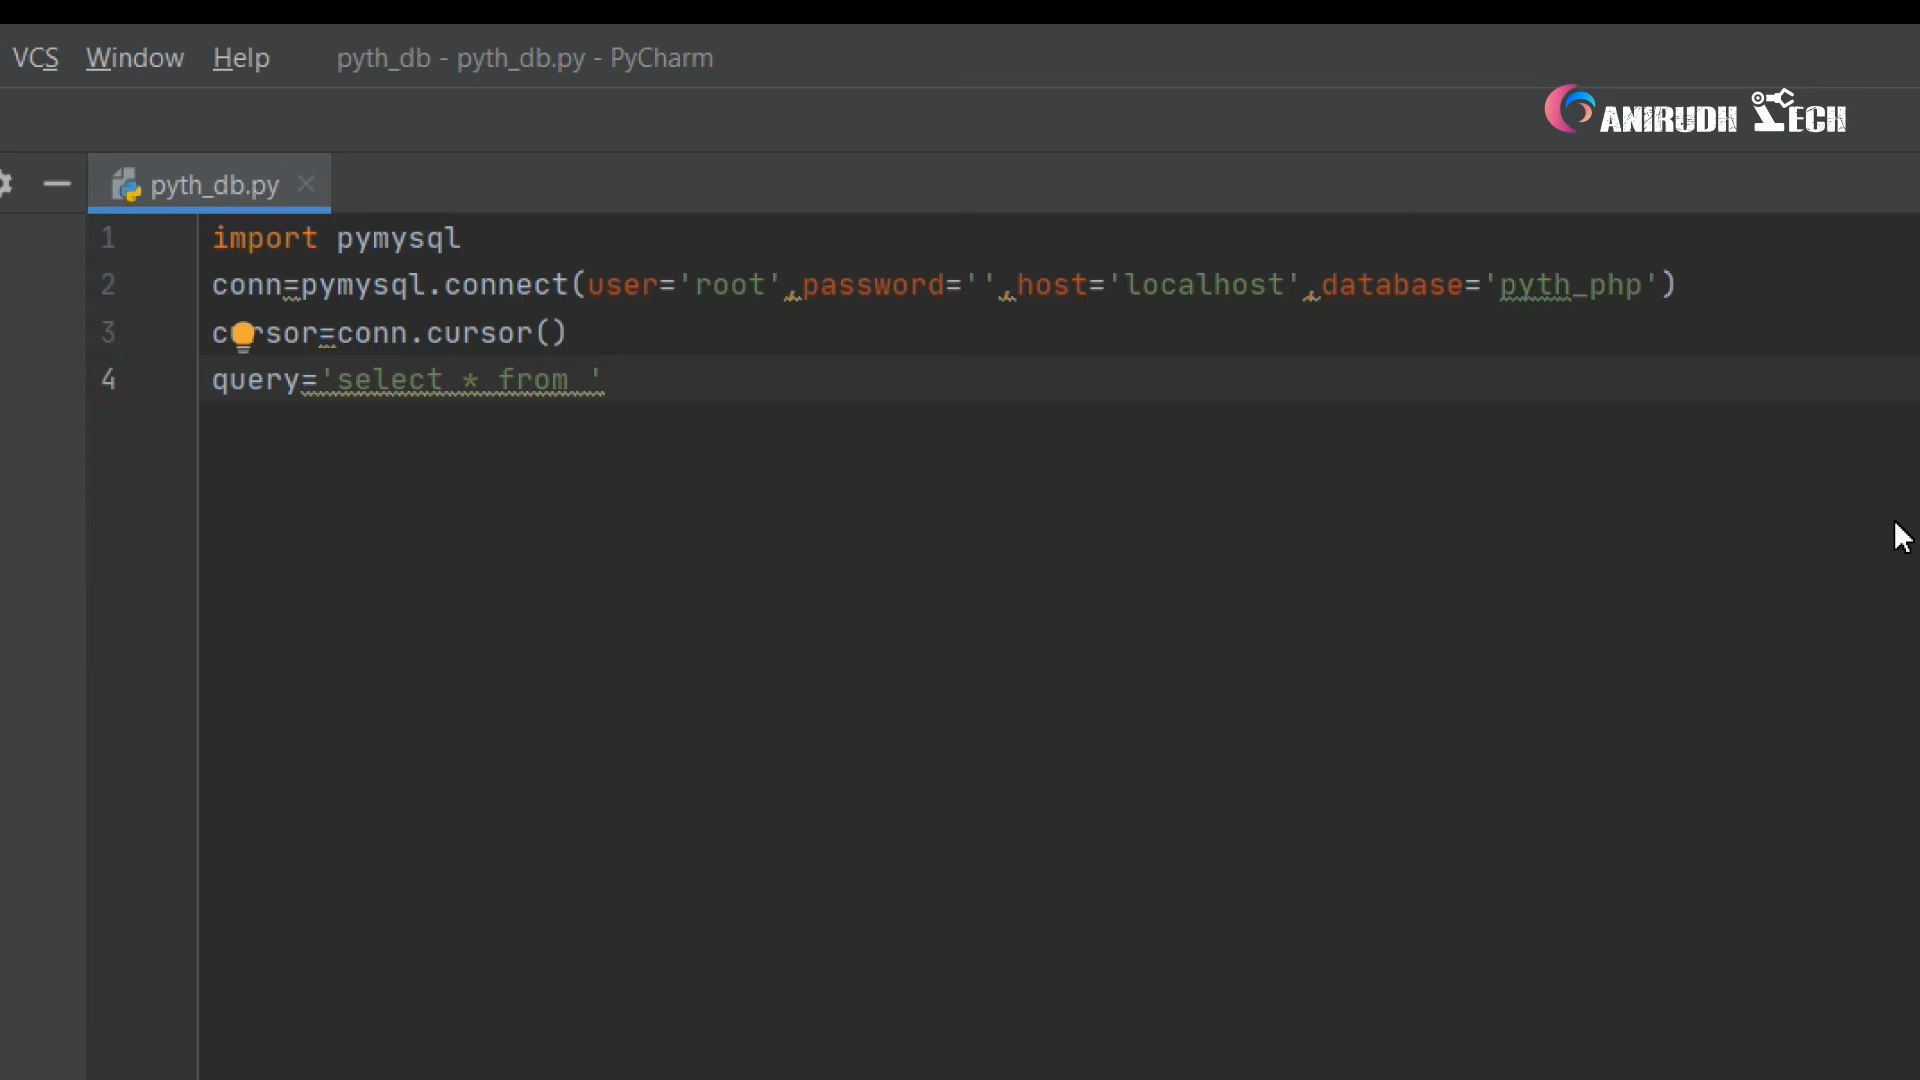 VCS Window Help pyth_db - pyth_db.py - PyCharm
ANIRUDH TECH
pyth_db.py
1 import pymysql
2 conn=pymysql.connect(user='root',password='',host='localhost',database='pyth_php')
3 cursor=conn.cursor()
4 query='select * from '